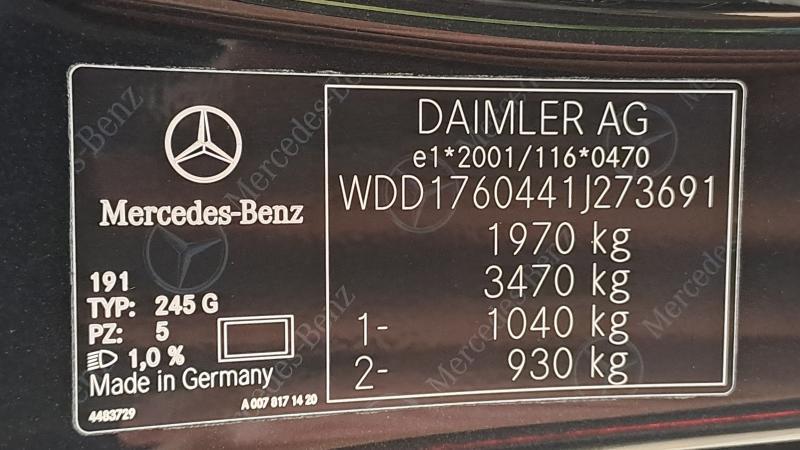 Mercedes-Benz
191
TYP: 245 G
PZ: 5
1,0 %
Made in Germany
4483729
A 007 817 14 20
DAIMLER AG
e1*2001/116*0470
WDD1760441J273691
1970 kg
3470 kg
1- 1040 kg
2- 930 kg